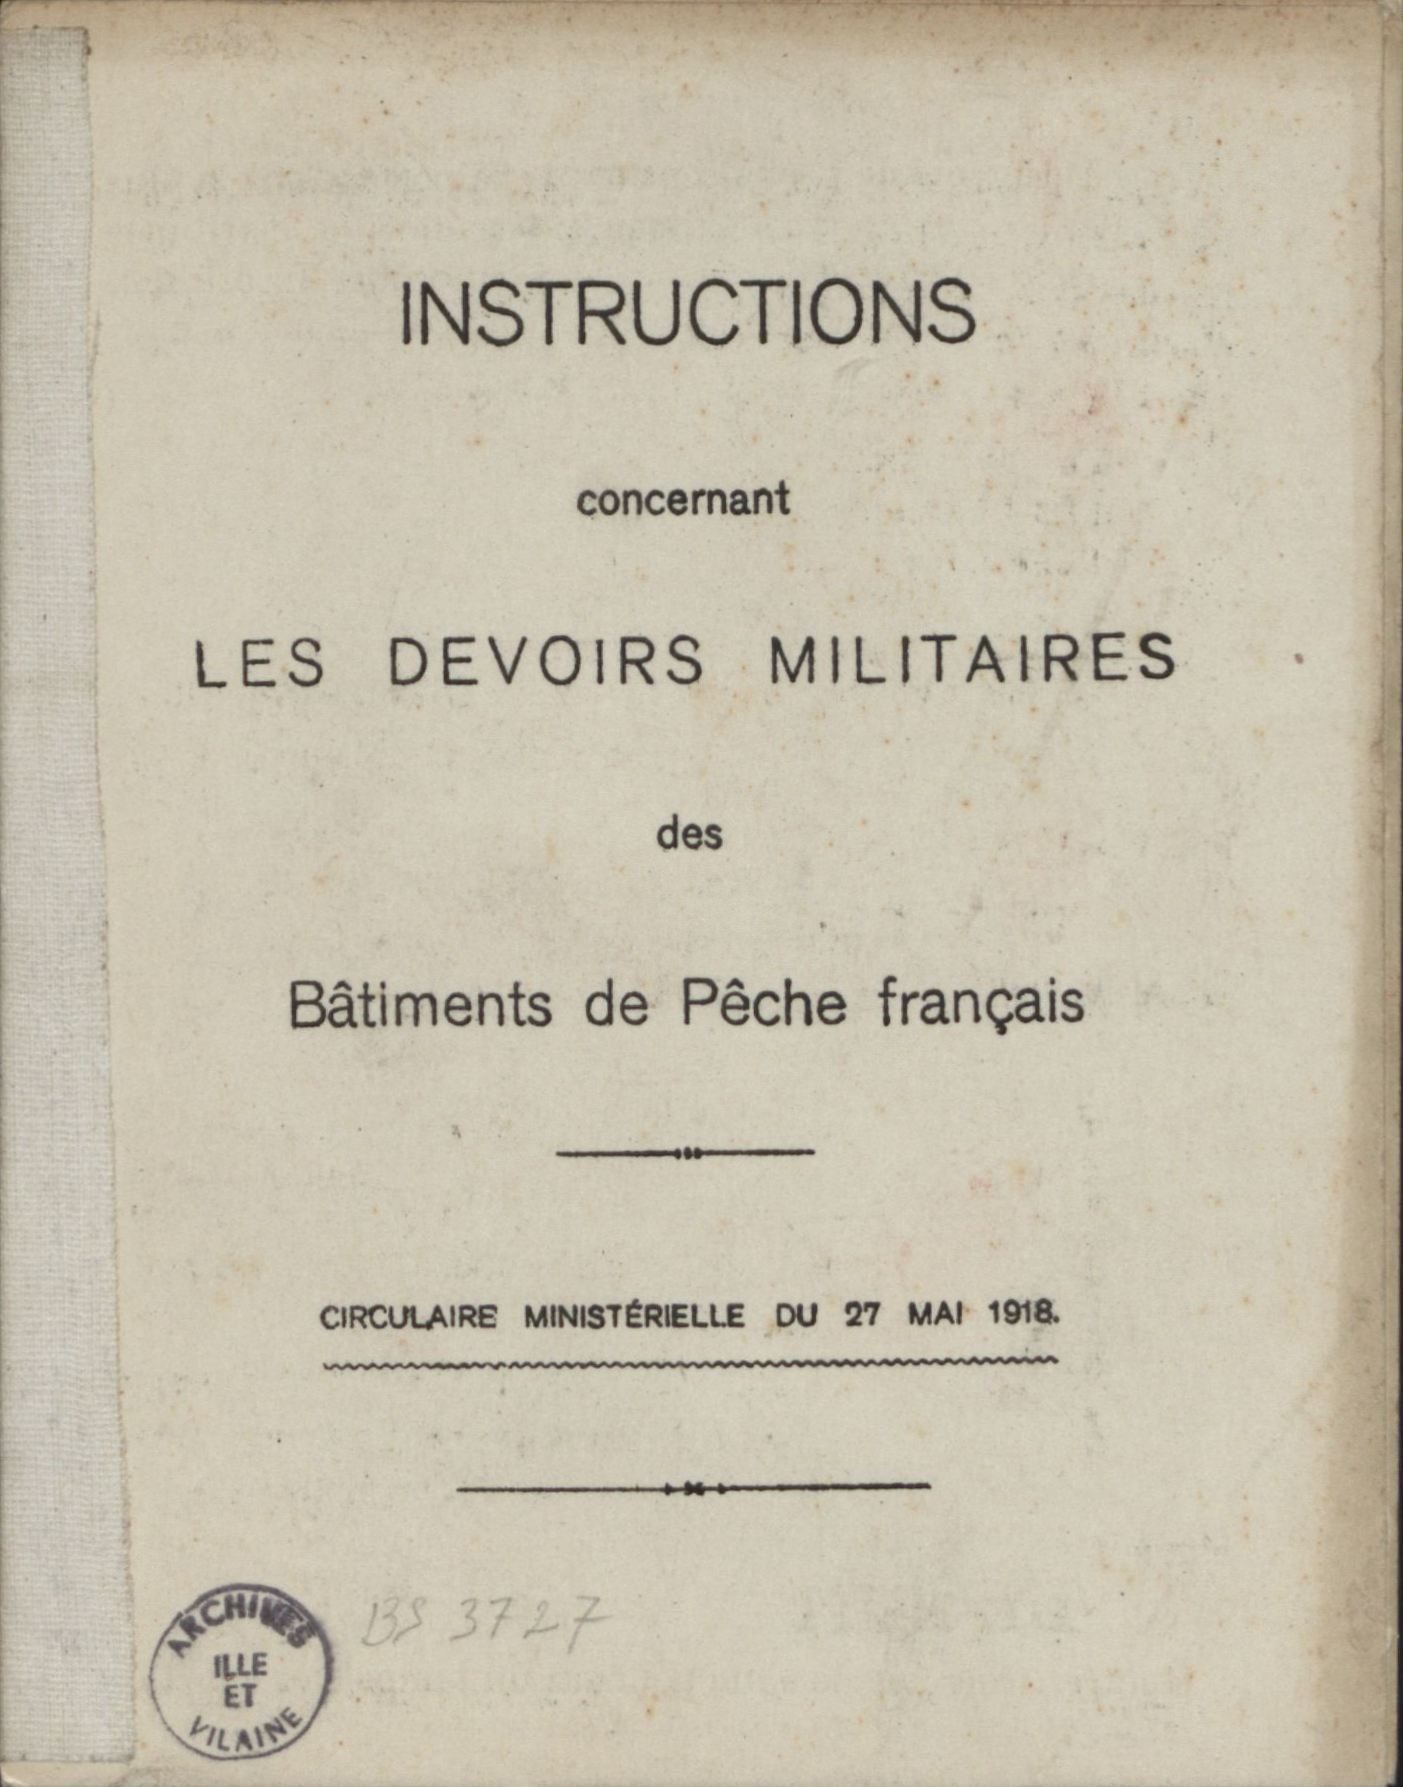 INSTRUCTIONS
concernant
LES DEVOIRS MILITAIRES
des
Bâtiments de Pêche français
CIRCULAIRE MINISTÉRIELLE DU 27 MAI 1918.
BS 3727
ARCHIVES
ILLE
ET
VILAINE